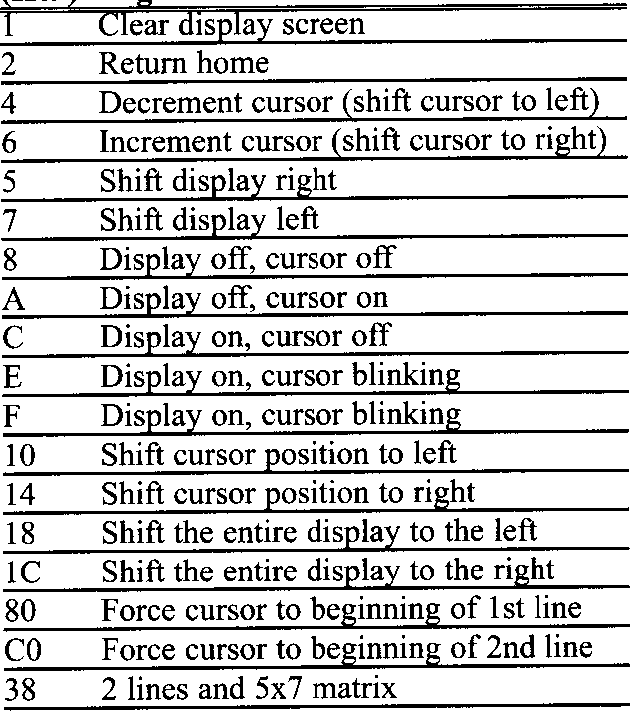 1 Clear display screen
2 Return home
4 Decrement cursor (shift cursor to left)
6 Increment cursor (shift cursor to right)
5 Shift display right
7 Shift display left
8 Display off, cursor off
A Display off, cursor on
C Display on, cursor off
E Display on, cursor blinking
F Display on, cursor blinking
10 Shift cursor position to left
14 Shift cursor position to right
18 Shift the entire display to the left
1C Shift the entire display to the right
80 Force cursor to beginning of 1st line
C0 Force cursor to beginning of 2nd line
38 2 lines and 5x7 matrix